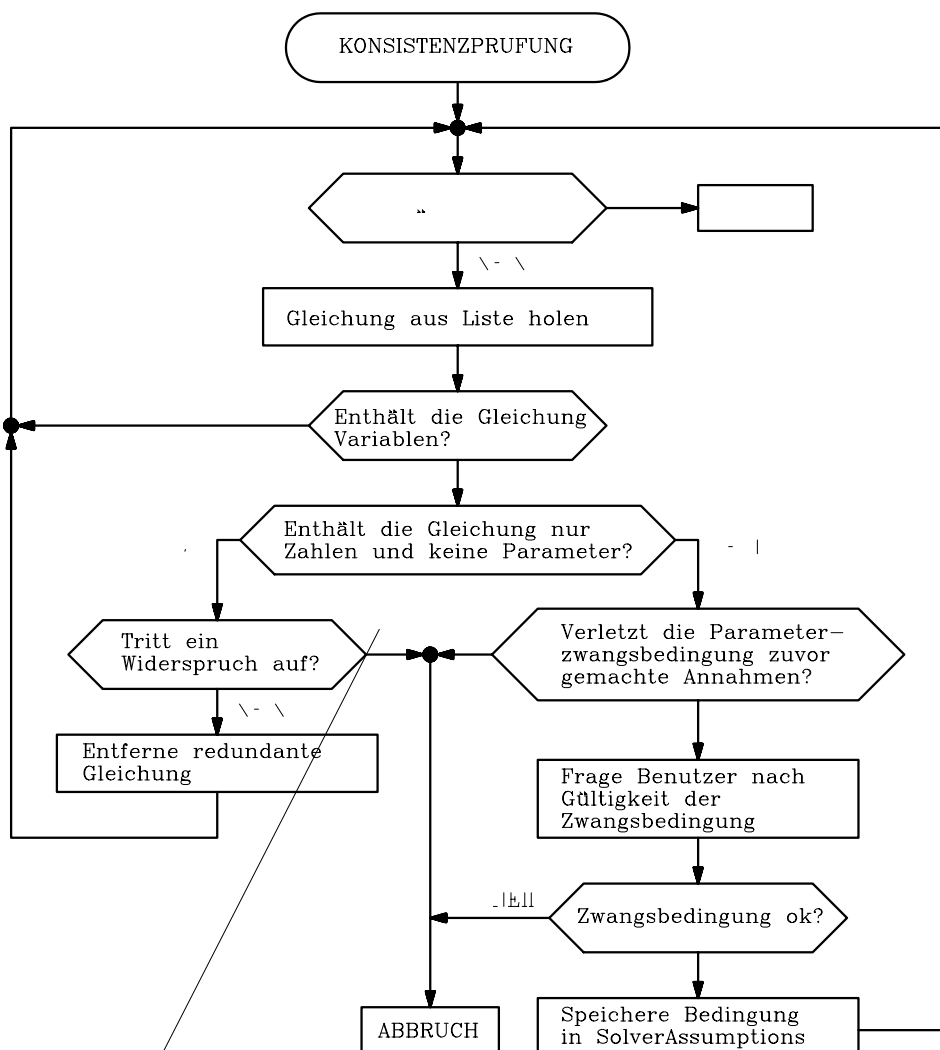 KONSISTENZPRUFUNG
Gleichung aus Liste holen
Enthält die Gleichung
Variablen?
Enthält die Gleichung nur
Zahlen und keine Parameter?
Tritt ein
Widerspruch auf?
Verletzt die Parameter-
zwangsbedingung zuvor
gemachte Annahmen?
Entferne redundante
Gleichung
Frage Benutzer nach
Gültigkeit der
Zwangsbedingung
Zwangsbedingung ok?
Speichere Bedingung
in SolverAssumptions
ABBRUCH